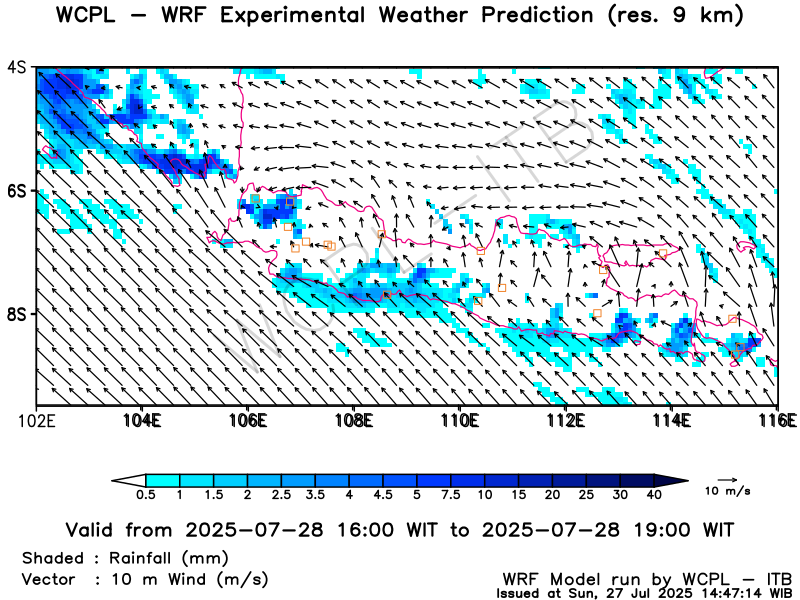 WCPL – WRF Experimental Weather Prediction (res. 9 km)
4S
6S
8S
102E 104E 106E 108E 110E 112E 114E 116E
WCPL–ITB
0.5 1 1.5 2 2.5 3.5 4 4.5 5 7.5 10 15 20 25 30 40
10 m/s
Valid from 2025–07–28 16:00 WIT to 2025–07–28 19:00 WIT
Shaded : Rainfall (mm)
Vector : 10 m Wind (m/s)
WRF Model run by WCPL – ITB
Issued at Sun, 27 Jul 2025 14:47:14 WIB